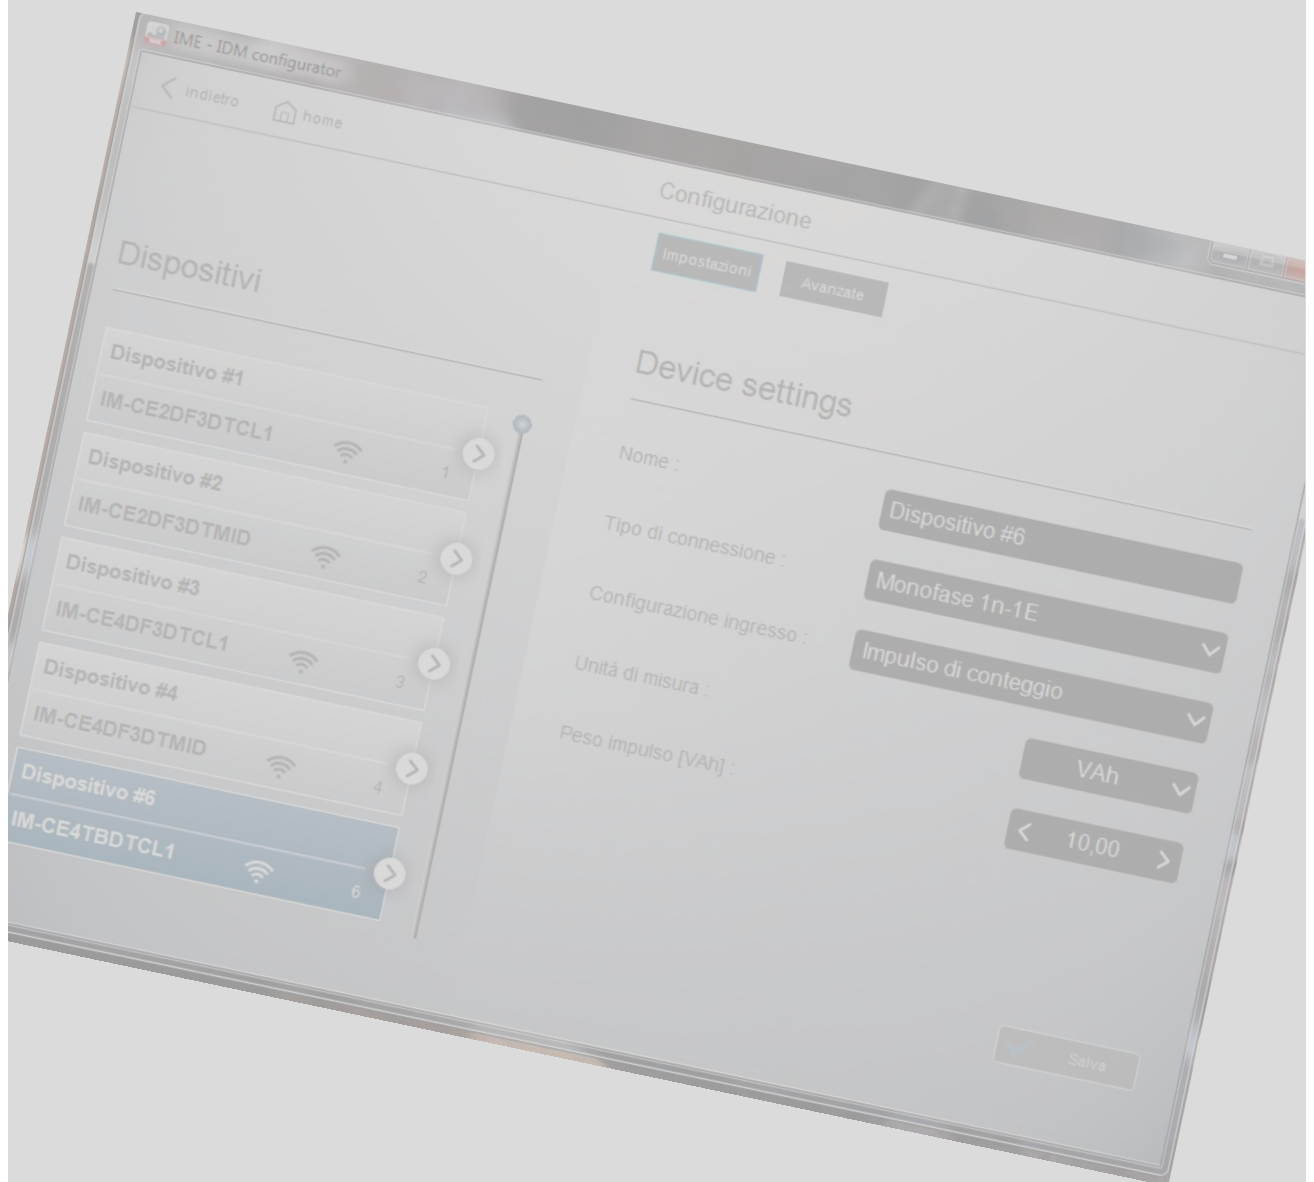 IME - IDM configurator
indietro
home
Configurazione
Impostazioni
Avanzate
Dispositivi
Dispositivo #1
IM-CE2DF3DTCL1
1
Dispositivo #2
IM-CE2DF3DTMID
2
Dispositivo #3
IM-CE4DF3DTCL1
3
Dispositivo #4
IM-CE4DF3DTMID
4
Dispositivo #6
IM-CE4TBDTCL1
6
Device settings
Nome :
Dispositivo #6
Tipo di connessione :
Monofase 1n-1E
Configurazione ingresso :
Impulso di conteggio
Unità di misura :
VAh
Peso impulso [VAh] :
10,00
Salva